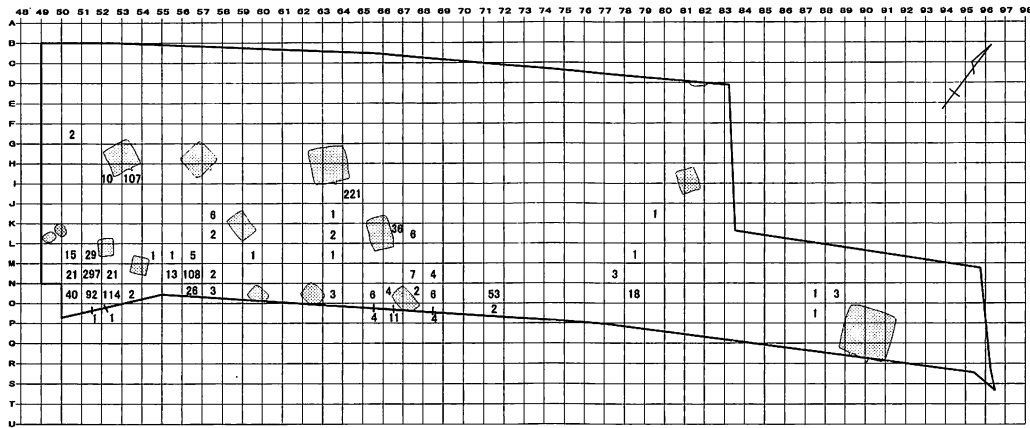 48 49 50 51 52 53 54 55 56 57 58 59 60 61 62 63 64 65 66 67 68 69 70 71 72 73 74 75 76 77 78 79 80 81 82 83 84 85 86 87 88 89 90 91 92 93 94 95 96 97 98
A
B
C
D
E
F
2
G
H
10 107
I
221
J
6 1 1
K
2 2 36 6
L
15 29 1 1 5 1 1 1
M
21 297 21 13 108 2 7 4 3
N
40 92 114 2 26 3 3 6 4 2 6 53 18 1 3
O
1 1 4 11 4 2 1
P
Q
R
S
T
U